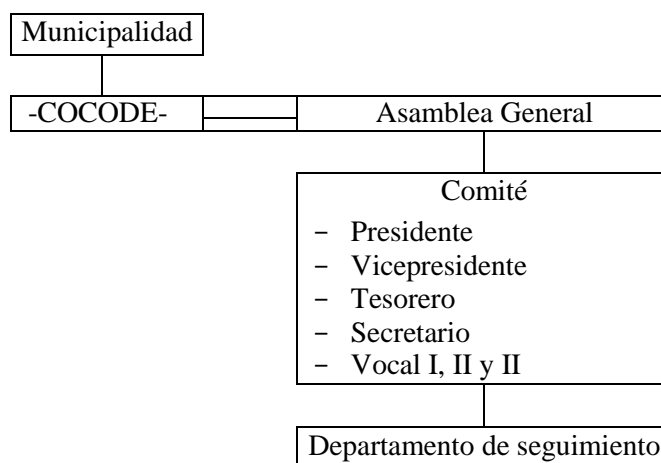 Municipalidad
-COCODE-
Asamblea General
Comité
- Presidente
- Vicepresidente
- Tesorero
- Secretario
- Vocal I, II y II
Departamento de seguimiento